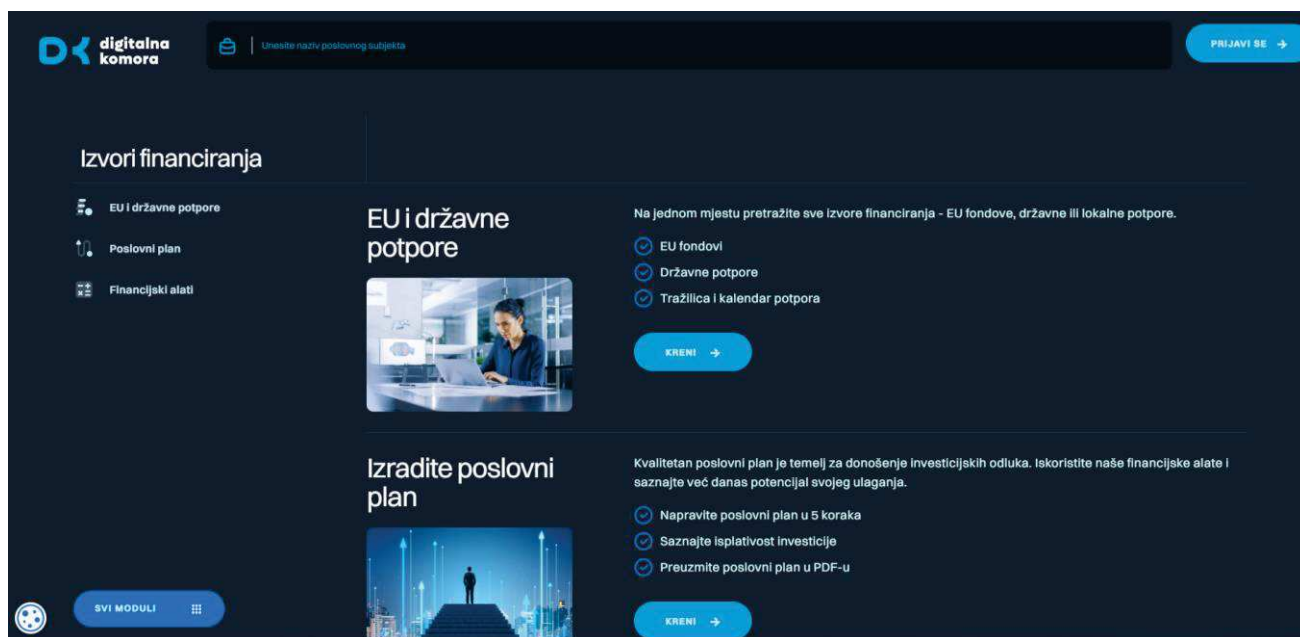 digitalna
komora
Unesite naziv poslovnog subjekta
PRIJAVI SE
Izvori financiranja
EU i državne potpore
Poslovni plan
Financijski alati
EU i državne
potpore
Na jednom mjestu pretražite sve izvore financiranja - EU fondove, državne ili lokalne potpore.
EU fondovi
Državne potpore
Tražilica i kalendar potpora
KRENI
Izradite poslovni
plan
Kvalitetan poslovni plan je temelj za donošenje investicijskih odluka. Iskoristite naše financijske alate i
saznajte već danas potencijal svojeg ulaganja.
Napravite poslovni plan u 5 koraka
Saznajte isplativost investicije
Preuzmite poslovni plan u PDF-u
KRENI
SVI MODULI